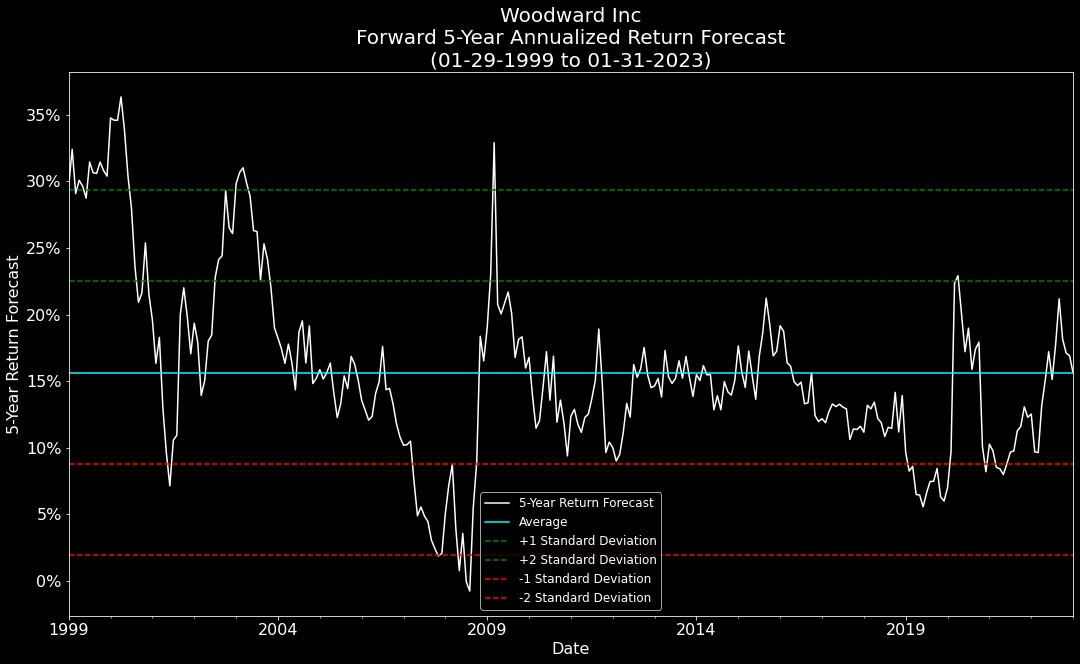 Woodward Inc
Forward 5-Year Annualized Return Forecast
(01-29-1999 to 01-31-2023)
5-Year Return Forecast
35%
30%
25%
20%
15%
10%
5%
0%
5-Year Return Forecast
Average
+1 Standard Deviation
+2 Standard Deviation
-1 Standard Deviation
-2 Standard Deviation
1999
2004
2009
2014
2019
Date